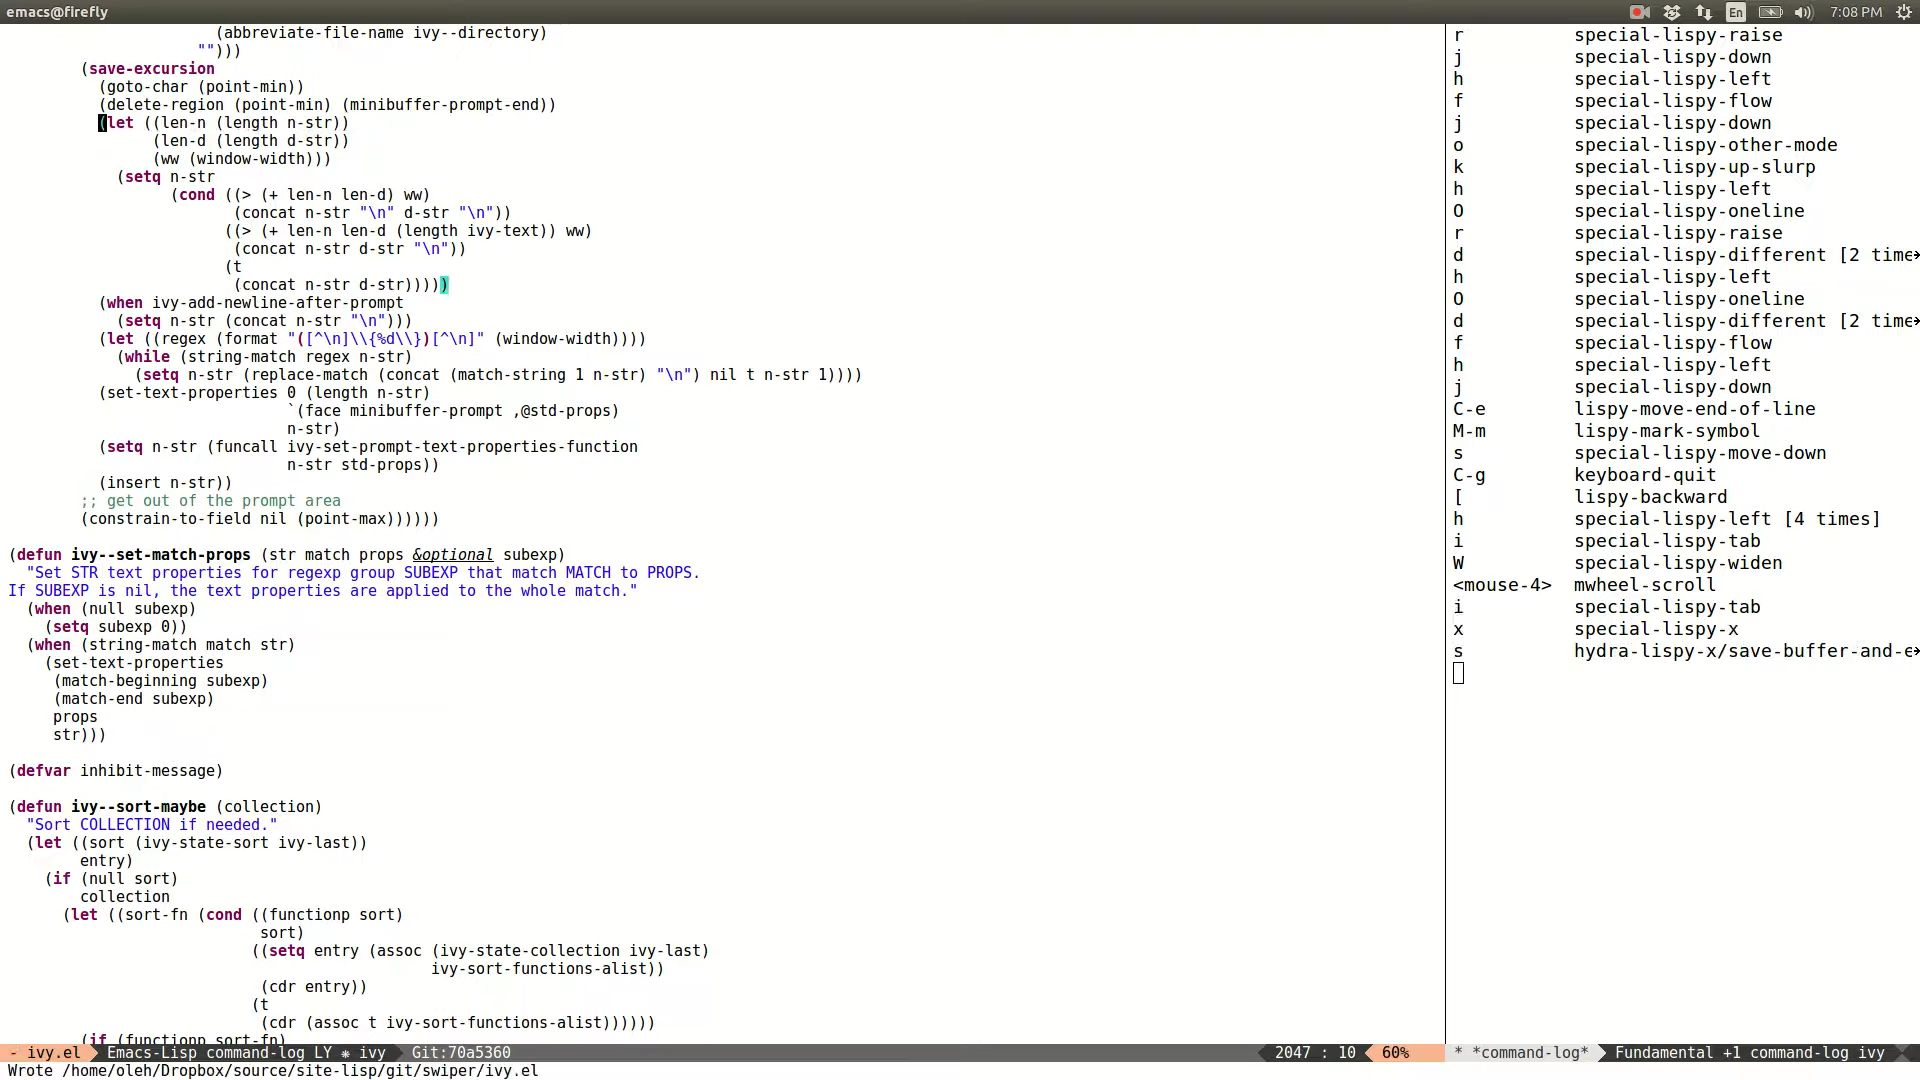 emacs@firefly
En
7:08 PM
(abbreviate-file-name ivy--directory)
"")))
(save-excursion
(goto-char (point-min))
(delete-region (point-min) (minibuffer-prompt-end))
(let ((len-n (length n-str))
(len-d (length d-str))
(ww (window-width)))
(setq n-str
(cond ((> (+ len-n len-d) ww)
(concat n-str "\n" d-str "\n"))
((> (+ len-n len-d (length ivy-text)) ww)
(concat n-str d-str "\n"))
(t
(concat n-str d-str)))))
(when ivy-add-newline-after-prompt
(setq n-str (concat n-str "\n")))
(let ((regex (format "([^\n]\\{%d\\})[^\n]" (window-width))))
(while (string-match regex n-str)
(setq n-str (replace-match (concat (match-string 1 n-str) "\n") nil t n-str 1))))
(set-text-properties 0 (length n-str)
`(face minibuffer-prompt ,@std-props)
n-str)
(setq n-str (funcall ivy-set-prompt-text-properties-function
n-str std-props))
(insert n-str))
;; get out of the prompt area
(constrain-to-field nil (point-max))))))
(defun ivy--set-match-props (str match props &optional subexp)
"Set STR text properties for regexp group SUBEXP that match MATCH to PROPS.
If SUBEXP is nil, the text properties are applied to the whole match."
(when (null subexp)
(setq subexp 0))
(when (string-match match str)
(set-text-properties
(match-beginning subexp)
(match-end subexp)
props
str)))
(defvar inhibit-message)
(defun ivy--sort-maybe (collection)
"Sort COLLECTION if needed."
(let ((sort (ivy-state-sort ivy-last))
entry)
(if (null sort)
collection
(let ((sort-fn (cond ((functionp sort)
sort)
((setq entry (assoc (ivy-state-collection ivy-last)
ivy-sort-functions-alist))
(cdr entry))
(t
(cdr (assoc t ivy-sort-functions-alist))))))
(if (functionp sort-fn)
- ivy.el Emacs-Lisp command-log LY ❋ ivy Git:70a5360 2047 : 10 60%
Wrote /home/oleh/Dropbox/source/site-lisp/git/swiper/ivy.el
r special-lispy-raise
j special-lispy-down
h special-lispy-left
f special-lispy-flow
j special-lispy-down
o special-lispy-other-mode
k special-lispy-up-slurp
h special-lispy-left
O special-lispy-oneline
r special-lispy-raise
d special-lispy-different [2 time
h special-lispy-left
O special-lispy-oneline
d special-lispy-different [2 time
f special-lispy-flow
h special-lispy-left
j special-lispy-down
C-e lispy-move-end-of-line
M-m lispy-mark-symbol
s special-lispy-move-down
C-g keyboard-quit
[ lispy-backward
h special-lispy-left [4 times]
i special-lispy-tab
W special-lispy-widen
<mouse-4> mwheel-scroll
i special-lispy-tab
x special-lispy-x
s hydra-lispy-x/save-buffer-and-e
* *command-log* Fundamental +1 command-log ivy